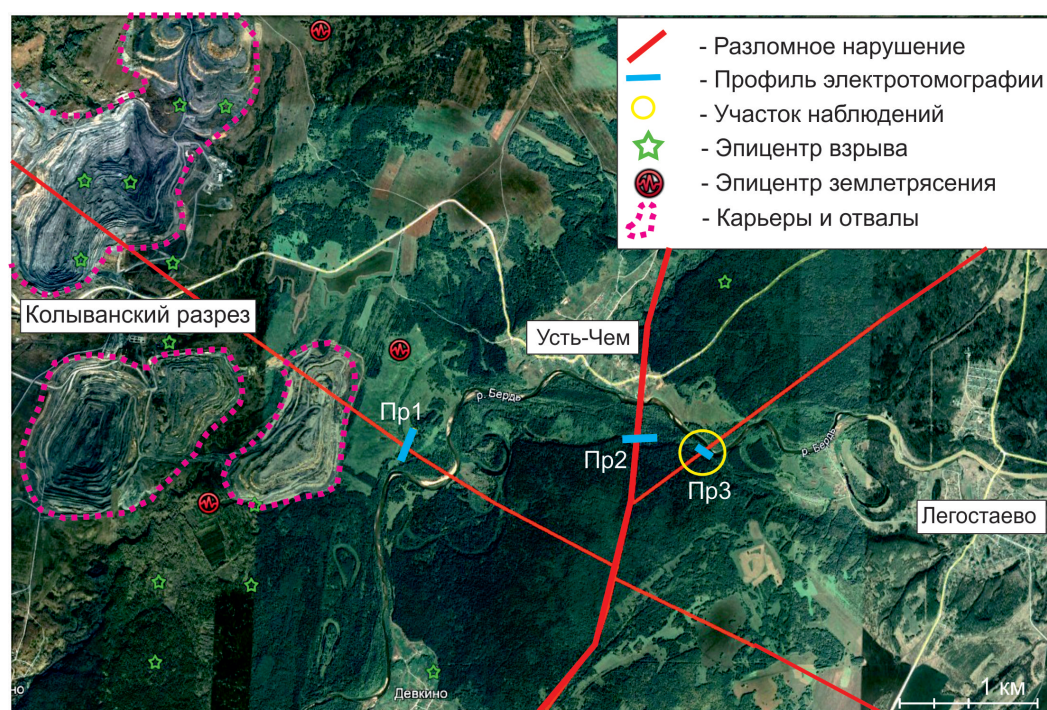 - Разломное нарушение
- Профиль электротомографии
- Участок наблюдений
- Эпицентр взрыва
- Эпицентр землетрясения
- Карьеры и отвалы
Колыванский разрез
Усть-Чем
р. Бердь
Пр1
Пр2
р. Бердь
Пр3
Легостаево
Девкино
но
1 км